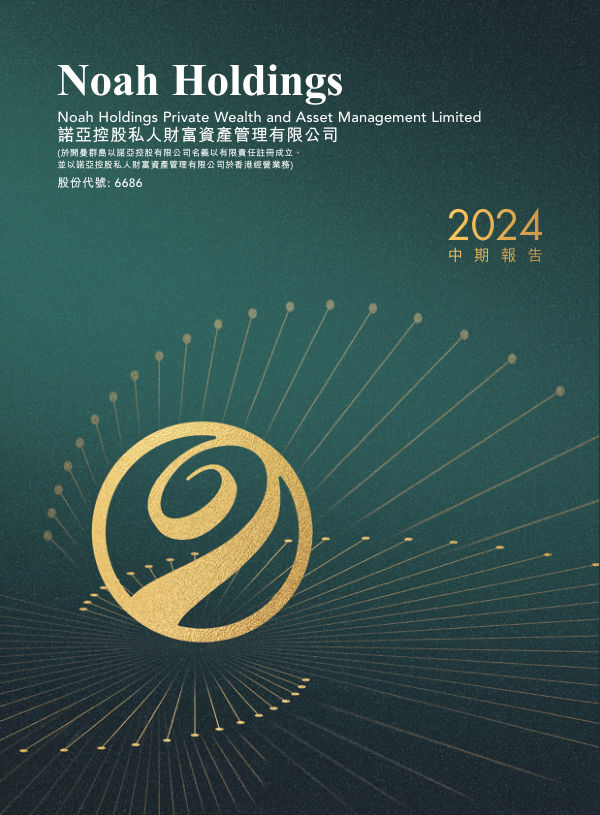 Noah Holdings
Noah Holdings Private Wealth and Asset Management Limited
諾亞控股私人財富資產管理有限公司
(於開曼群島以諾亞控股有限公司名義以有限責任註冊成立，
並以諾亞控股私人財富資產管理有限公司於香港經營業務)
股份代號: 6686
2024
中期報告